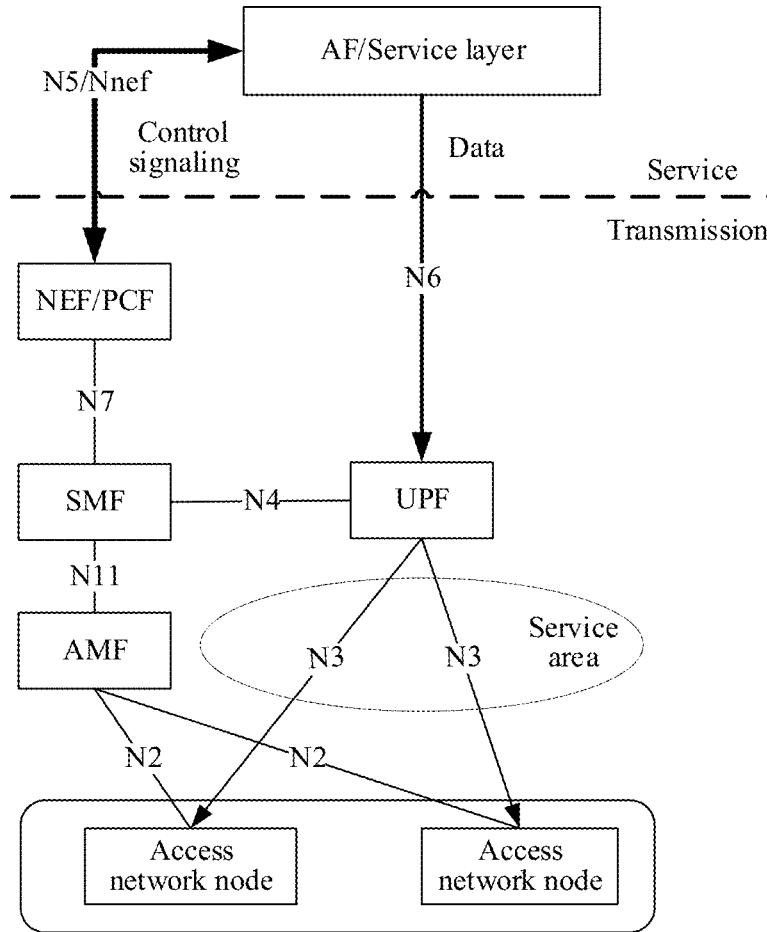 AF/Service layer
N5/Nnef
Control
signaling
Data
Service
Transmission
N6
NEF/PCF
N7
SMF
N4
UPF
N11
AMF
Service
area
N3
N3
N2
N2
Access
network node
Access
network node